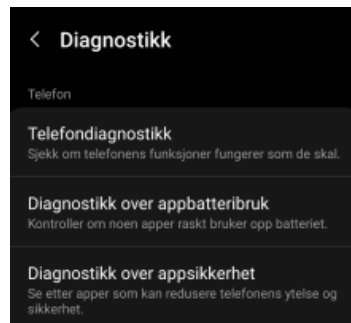 Diagnostikk
Telefon
Telefondiagnostikk
Sjekk om telefonens funksjoner fungerer som de skal.
Diagnostikk over appbatteribruk
Kontroller om noen apper raskt bruker opp batteriet.
Diagnostikk over appsikkerhet
Se etter apper som kan redusere telefonens ytelse og
sikkerhet.